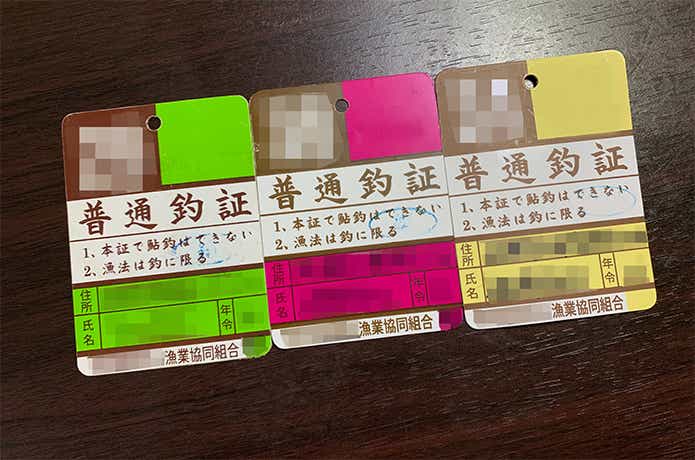 普通釣証
1、本証で鮎釣はできない
2、漁法は釣に限る
住所
氏名 年令
漁業協同組合
普通釣証
1、本証で鮎釣はできない
2、漁法は釣に限る
住所
氏名 年令
漁業協同組合
普通釣証
1、本証で鮎釣はできない
2、漁法は釣に限る
住所
氏名 年令
漁業協同組合